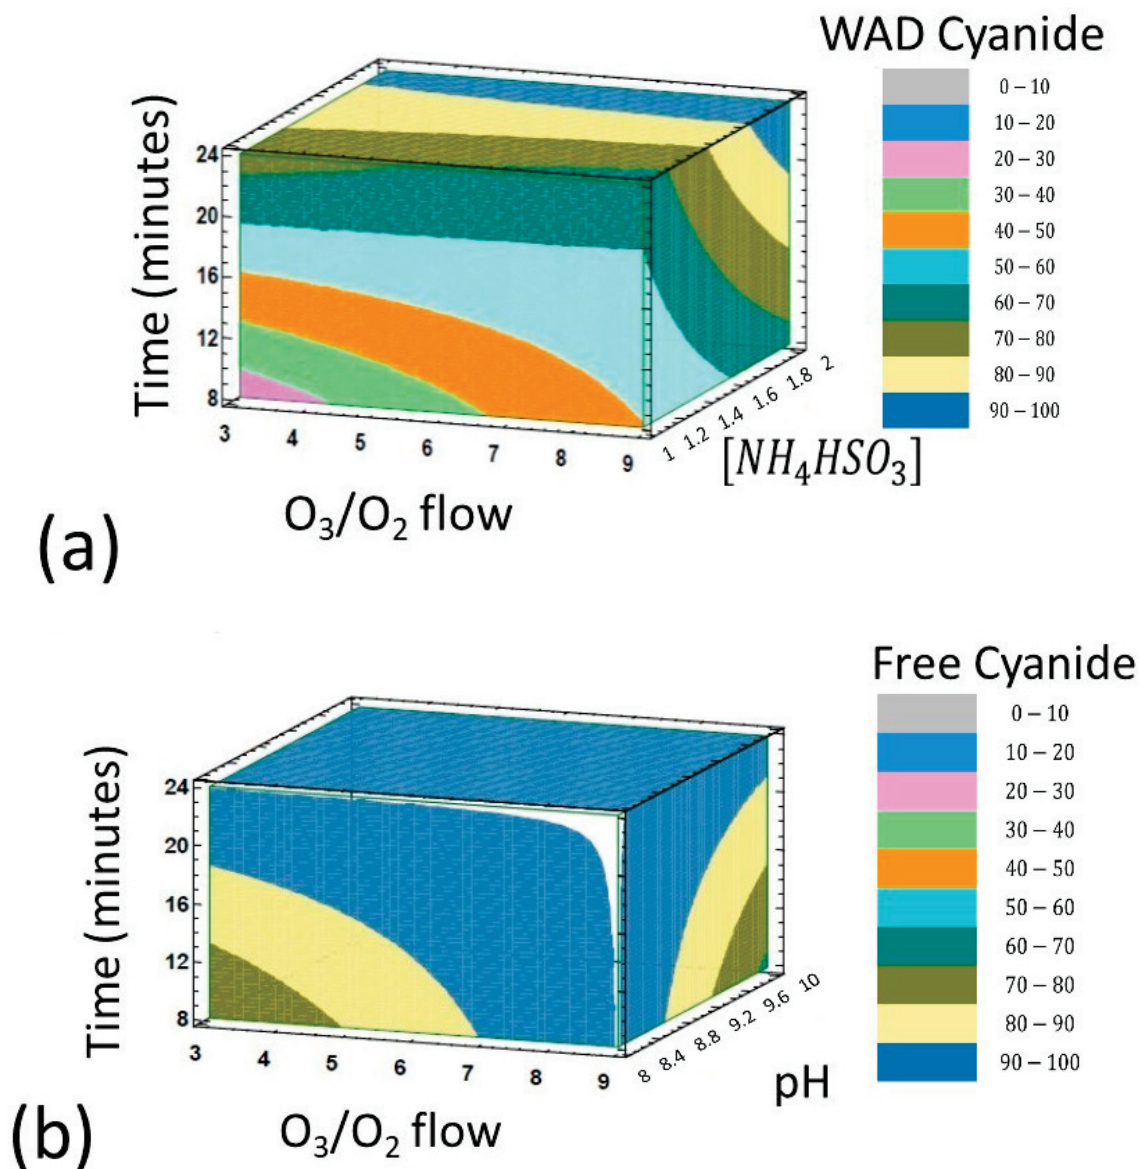 WAD Cyanide
0 – 10
10 – 20
20 – 30
30 – 40
40 – 50
50 – 60
60 – 70
70 – 80
80 – 90
90 – 100
Time (minutes)
24
20
16
12
8
3 4 5 6 7 8 9
1 1.2 1.4 1.6 1.8 2
[NH₄HSO₃]
O₃/O₂ flow
(a)
Free Cyanide
0 – 10
10 – 20
20 – 30
30 – 40
40 – 50
50 – 60
60 – 70
70 – 80
80 – 90
90 – 100
Time (minutes)
24
20
16
12
8
3 4 5 6 7 8 9
8 8.4 8.8 9.2 9.6 10
pH
O₃/O₂ flow
(b)